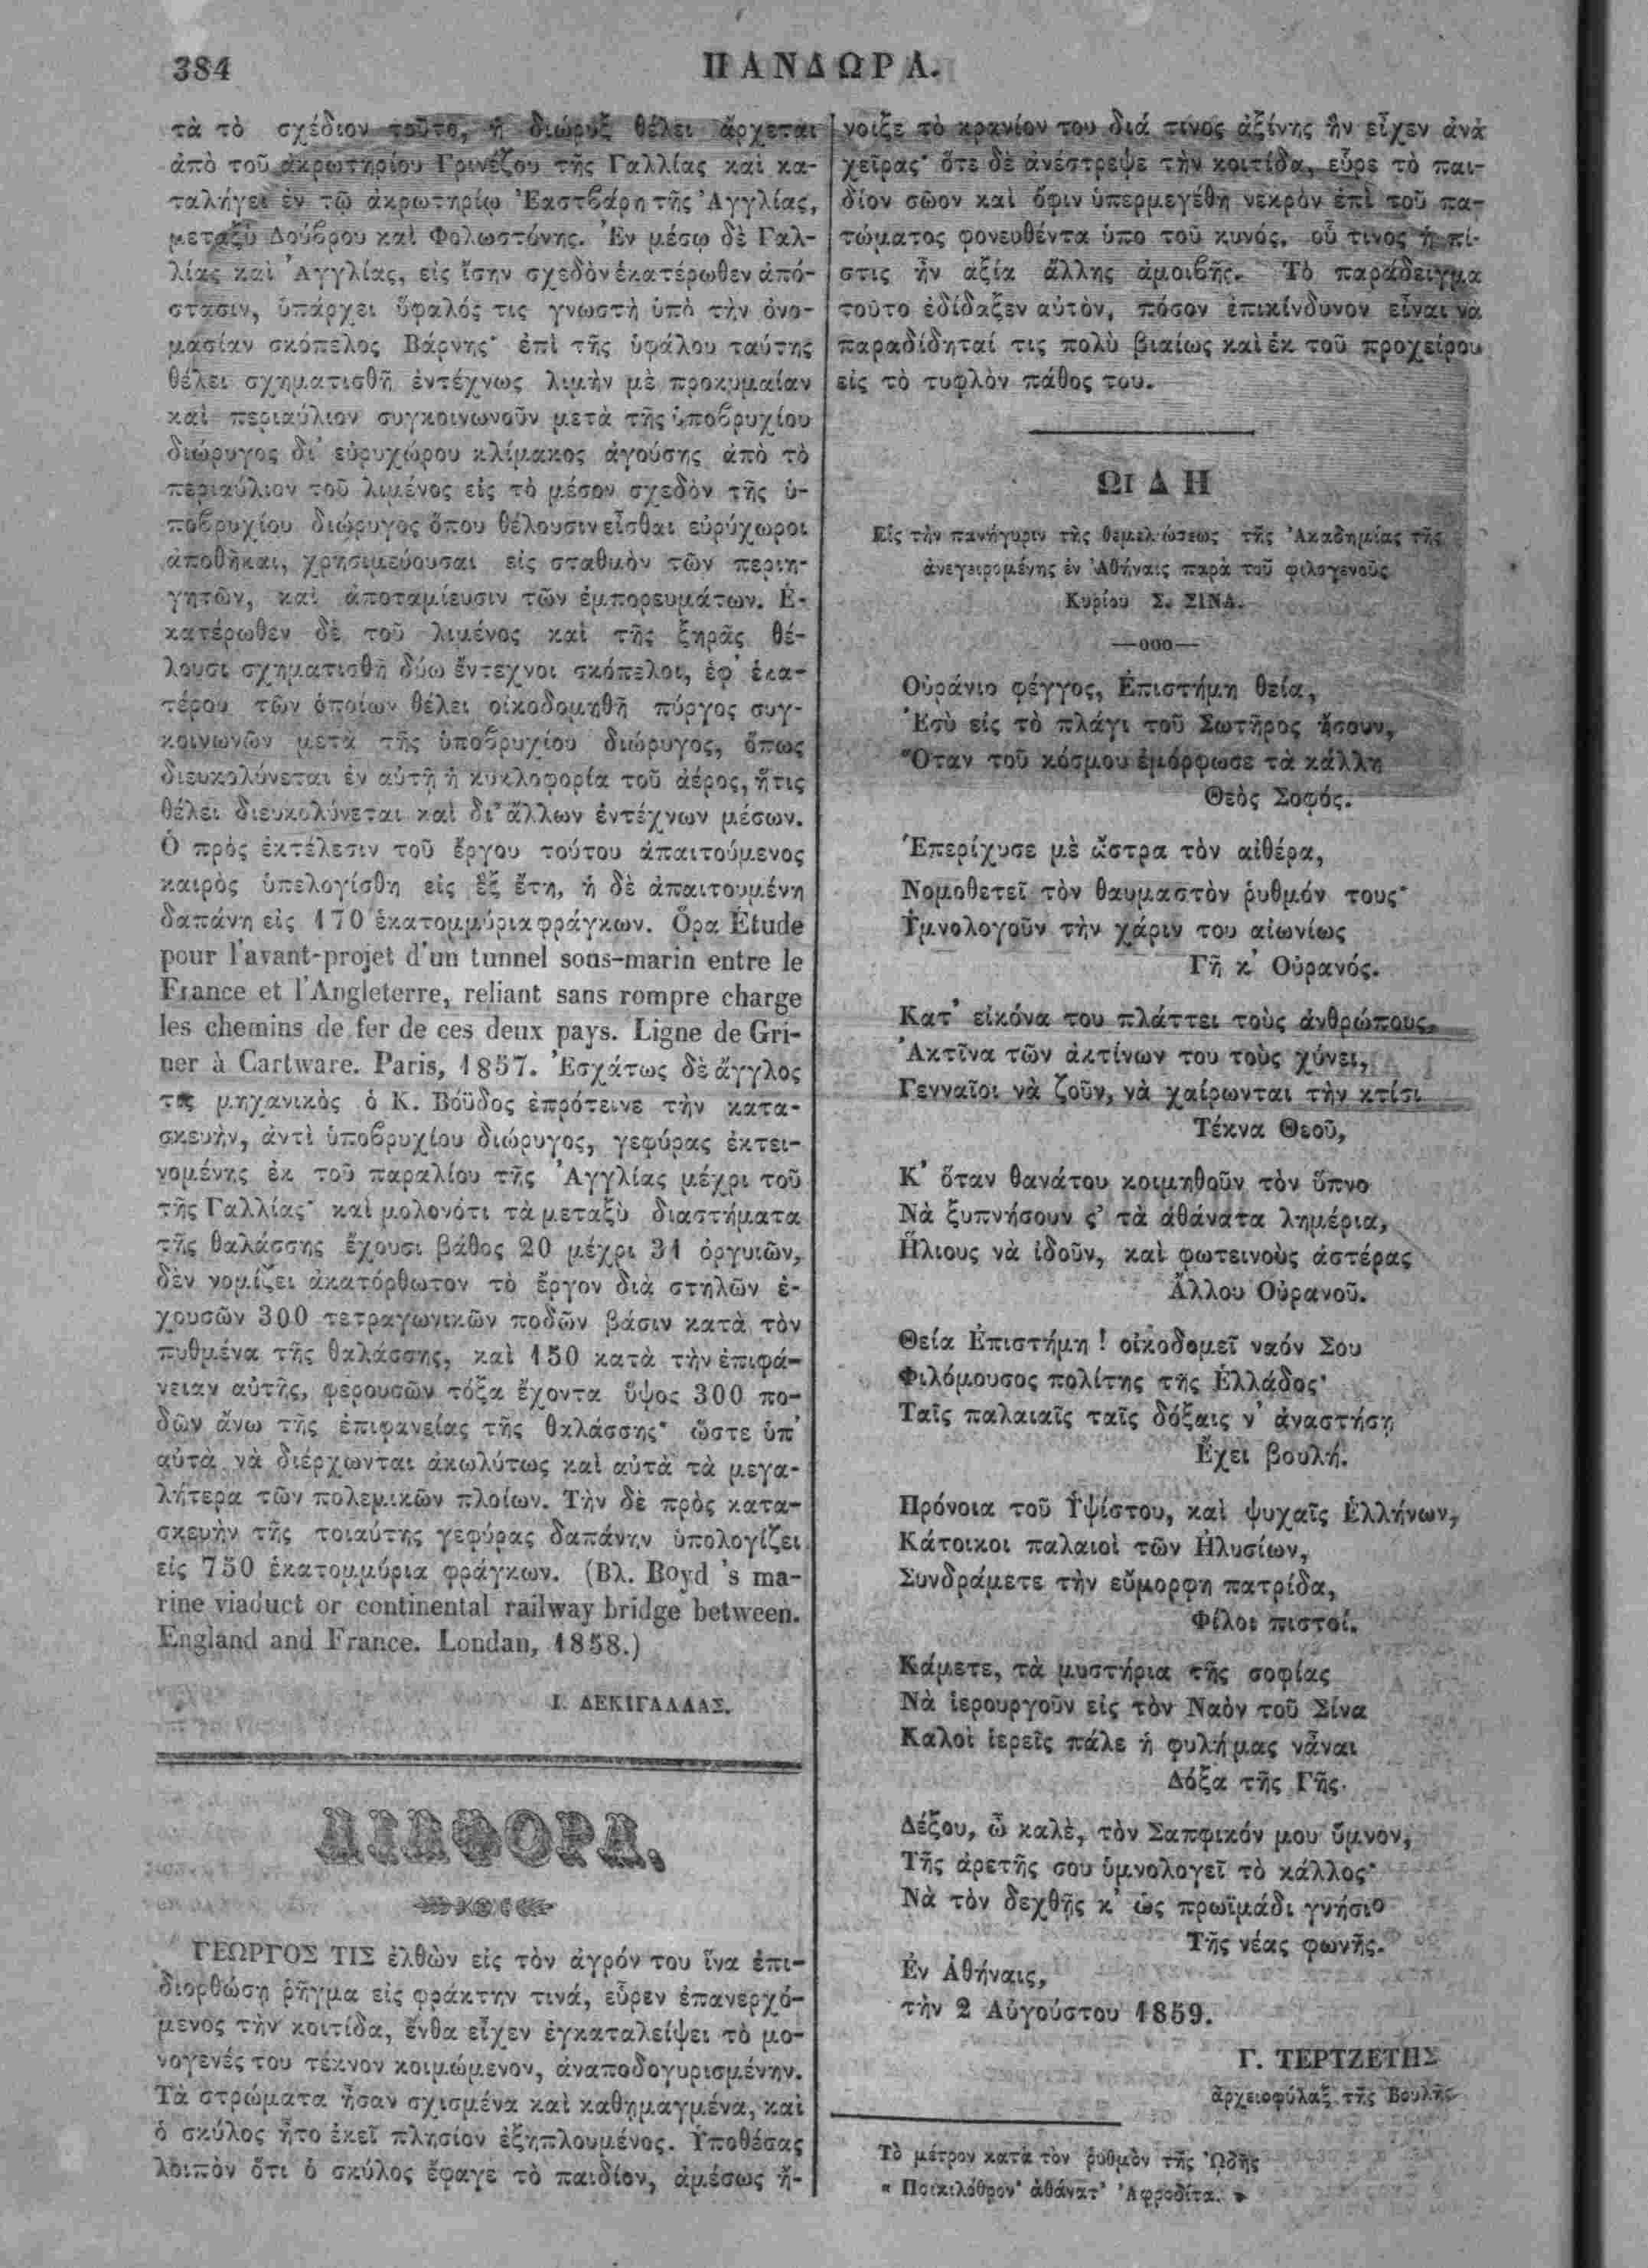 384
ΠΑΝΔΩΡΑ.
τὰ τὸ σχέδιον τοῦτο, ἡ διώρυξ θέλει ἄρχεται
ἀπὸ τοῦ ἀκρωτηρίου Γρινέζου τῆς Γαλλίας καὶ κα-
ταλήγει ἐν τῷ ἀκρωτηρίῳ Ἐαστβάρη τῆς Ἀγγλίας,
μεταξὺ Δούβρου καὶ Φολωστόνης. Ἐν μέσῳ δὲ Γαλ-
λίας καὶ Ἀγγλίας, εἰς ἴσην σχεδὸν ἑκατέρωθεν ἀπό-
στασιν, ὑπάρχει ὕφαλός τις γνωστὴ ὑπὸ τὴν ὀνο-
μασίαν σκόπελος Βάρνης· ἐπὶ τῆς ὑφάλου ταύτης
θέλει σχηματισθῆ ἐντέχνως λιμὴν μὲ προκυμαίαν
καὶ περιαύλιον συγκοινωνοῦν μετὰ τῆς ὑποβρυχίου
διώρυγος δι' εὐρυχώρου κλίμακος ἀγούσης ἀπὸ τὸ
περιαύλιον τοῦ λιμένος εἰς τὸ μέσον σχεδὸν τῆς ὑ-
ποβρυχίου διώρυγος ὅπου θέλουσιν εἶσθαι εὐρύχωροι
ἀποθῆκαι, χρησιμεύουσαι εἰς σταθμὸν τῶν περιη-
γητῶν, καὶ ἀποταμίευσιν τῶν ἐμπορευμάτων. Ἑ-
κατέρωθεν δὲ τοῦ λιμένος καὶ τῆς ξηρᾶς θέ-
λουσι σχηματισθῆ δύω ἔντεχνοι σκόπελοι, ἐφ' ἑκα-
τέρου τῶν ὁποίων θέλει οἰκοδομηθῆ πύργος συγ-
κοινωνῶν μετὰ τῆς ὑποβρυχίου διώρυγος, ὅπως
διευκολύνεται ἐν αὐτῇ ἡ κυκλοφορία τοῦ ἀέρος, ἥτις
θέλει διευκολύνεται καὶ δι' ἄλλων ἐντέχνων μέσων.
Ὁ πρὸς ἐκτέλεσιν τοῦ ἔργου τούτου ἀπαιτούμενος
καιρὸς ὑπελογίσθη εἰς ἓξ ἔτη, ἡ δὲ ἀπαιτουμένη
δαπάνη εἰς 170 ἑκατομμύρια φράγκων. Ὅρα Étude
pour l'avant-projet d'un tunnel sous-marin entre le
France et l'Angleterre, reliant sans rompre charge
les chemins de fer de ces deux pays. Ligne de Gri-
ner à Cartware. Paris, 1857. Ἐσχάτως δὲ ἄγγλος
τις μηχανικὸς ὁ Κ. Βόϋδος ἐπρότεινε τὴν κατα-
σκευὴν, ἀντὶ ὑποβρυχίου διώρυγος, γεφύρας ἐκτει-
νομένης ἐκ τοῦ παραλίου τῆς Ἀγγλίας μέχρι τοῦ
τῆς Γαλλίας· καὶ μολονότι τὰ μεταξὺ διαστήματα
τῆς θαλάσσης ἔχουσι βάθος 20 μέχρι 31 ὀργυιῶν,
δὲν νομίζει ἀκατόρθωτον τὸ ἔργον διὰ στηλῶν ἐ-
χουσῶν 300 τετραγωνικῶν ποδῶν βάσιν κατὰ τὸν
πυθμένα τῆς θαλάσσης, καὶ 150 κατὰ τὴν ἐπιφά-
νειαν αὐτῆς, φερουσῶν τόξα ἔχοντα ὕψος 300 πο-
δῶν ἄνω τῆς ἐπιφανείας τῆς θαλάσσης· ὥστε ὑπ'
αὐτὰ νὰ διέρχωνται ἀκωλύτως καὶ αὐτὰ τὰ μεγα-
λήτερα τῶν πολεμικῶν πλοίων. Τὴν δὲ πρὸς κατα-
σκευὴν τῆς τοιαύτης γεφύρας δαπάνην ὑπολογίζει
εἰς 750 ἑκατομμύρια φράγκων. (Βλ. Boyd 's ma-
rine viaduct or continental railway bridge between.
England and France. Londan, 1858.)
Ι. ΔΕΚΙΓΑΛΛΑΣ.
ΔΙΑΦΟΡΑ.
ΓΕΩΡΓΟΣ ΤΙΣ ἐλθὼν εἰς τὸν ἀγρόν του ἵνα ἐπι-
διορθώσῃ ῥῆγμα εἰς φράκτην τινά, εὗρεν ἐπανερχό-
μενος τὴν κοιτίδα, ἔνθα εἶχεν ἐγκαταλείψει τὸ μο-
νογενές του τέκνον κοιμώμενον, ἀναποδογυρισμένην.
Τὰ στρώματα ἦσαν σχισμένα καὶ καθημαγμένα, καὶ
ὁ σκύλος ἦτο ἐκεῖ πλησίον ἐξηπλουμένος. Ὑποθέσας
λοιπὸν ὅτι ὁ σκύλος ἔφαγε τὸ παιδίον, ἀμέσως ἤ-
νοιξε τὸ κρανίον του διά τινος ἀξίνης ἣν εἶχεν ἀνὰ
χεῖρας· ὅτε δὲ ἀνέστρεψε τὴν κοιτίδα, εὗρε τὸ παι-
δίον σῶον καὶ ὄφιν ὑπερμεγέθη νεκρὸν ἐπὶ τοῦ πα-
τώματος φονευθέντα ὑπὸ τοῦ κυνός, οὗ τινος ἡ πί-
στις ἦν ἀξία ἄλλης ἀμοιβῆς. Τὸ παράδειγμα
τοῦτο ἐδίδαξεν αὐτὸν, πόσον ἐπικίνδυνον εἶναι νὰ
παραδίδηταί τις πολὺ βιαίως καὶ ἐκ τοῦ προχείρου
εἰς τὸ τυφλὸν πάθος του.
ΩΙΔΗ
Εἰς τὴν πανήγυριν τῆς θεμελιώσεως τῆς Ἀκαδημίας τῆς
ἀνεγειρομένης ἐν Ἀθήναις παρὰ τοῦ φιλογενοῦς
Κυρίου Σ. ΣΙΝΑ.
—ooo—
Οὐράνιο φέγγος, Ἐπιστήμη θεία,
Ἐσὺ εἰς τὸ πλάγι τοῦ Σωτῆρος ἤσουν,
Ὅταν τοῦ κόσμου ἐμόρφωσε τὰ κάλλη
Θεὸς Σοφός.
Ἐπερίχυσε μὲ ἄστρα τὸν αἰθέρα,
Νομοθετεῖ τὸν θαυμαστὸν ῥυθμόν τους·
Ὑμνολογοῦν τὴν χάριν του αἰωνίως
Γῆ κ' Οὐρανός.
Κατ' εἰκόνα του πλάττει τοὺς ἀνθρώπους,
Ἀκτῖνα τῶν ἀκτίνων του τοὺς χύνει,
Γενναῖοι νὰ ζοῦν, νὰ χαίρωνται τὴν κτίσι
Τέκνα Θεοῦ,
Κ' ὅταν θανάτου κοιμηθοῦν τὸν ὕπνο
Νὰ ξυπνήσουν ς' τὰ ἀθάνατα λημέρια,
Ἥλιους νὰ ἰδοῦν, καὶ φωτεινοὺς ἀστέρας
Ἄλλου Οὐρανοῦ.
Θεία Ἐπιστήμη! οἰκοδομεῖ ναόν Σου
Φιλόμουσος πολίτης τῆς Ἑλλάδος·
Ταῖς παλαιαῖς ταῖς δόξαις ν' ἀναστήσῃ
Ἔχει βουλή.
Πρόνοια τοῦ Ὑψίστου, καὶ ψυχαῖς Ἑλλήνων,
Κάτοικοι παλαιοὶ τῶν Ἠλυσίων,
Συνδράμετε τὴν εὔμορφη πατρίδα,
Φίλοι πιστοί.
Κάμετε, τὰ μυστήρια τῆς σοφίας
Νὰ ἱερουργοῦν εἰς τὸν Ναὸν τοῦ Σίνα
Καλοὶ ἱερεῖς πάλε ἡ φυλή μας νἆναι
Δόξα τῆς Γῆς.
Δέξου, ὦ καλὲ, τὸν Σαπφικόν μου ὕμνον,
Τῆς ἀρετῆς σου ὑμνολογεῖ τὸ κάλλος·
Νὰ τὸν δεχθῇς κ' ὡς πρωϊμάδι γνήσιο
Τῆς νέας φωνῆς.
Ἐν Ἀθήναις,
τὴν 2 Αὐγούστου 1859.
Γ. ΤΕΡΤΖΕΤΗΣ
ἀρχειοφύλαξ τῆς Βουλῆς
Τὸ μέτρον κατὰ τὸν ῥυθμὸν τῆς Ὠδῆς
« Ποικιλόθρον' ἀθάνατ' Ἀφροδίτα. »